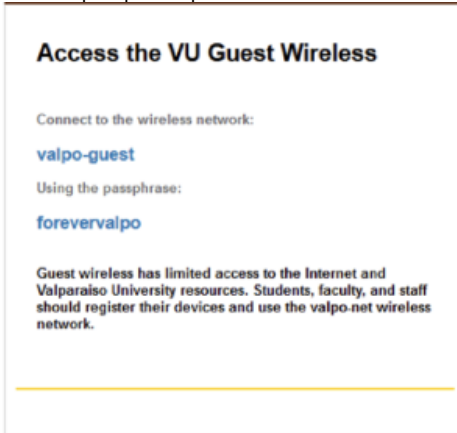 Access the VU Guest Wireless
Connect to the wireless network:
valpo-guest
Using the passphrase:
forevervalpo
Guest wireless has limited access to the Internet and
Valparaiso University resources. Students, faculty, and staff
should register their devices and use the valpo-net wireless
network.